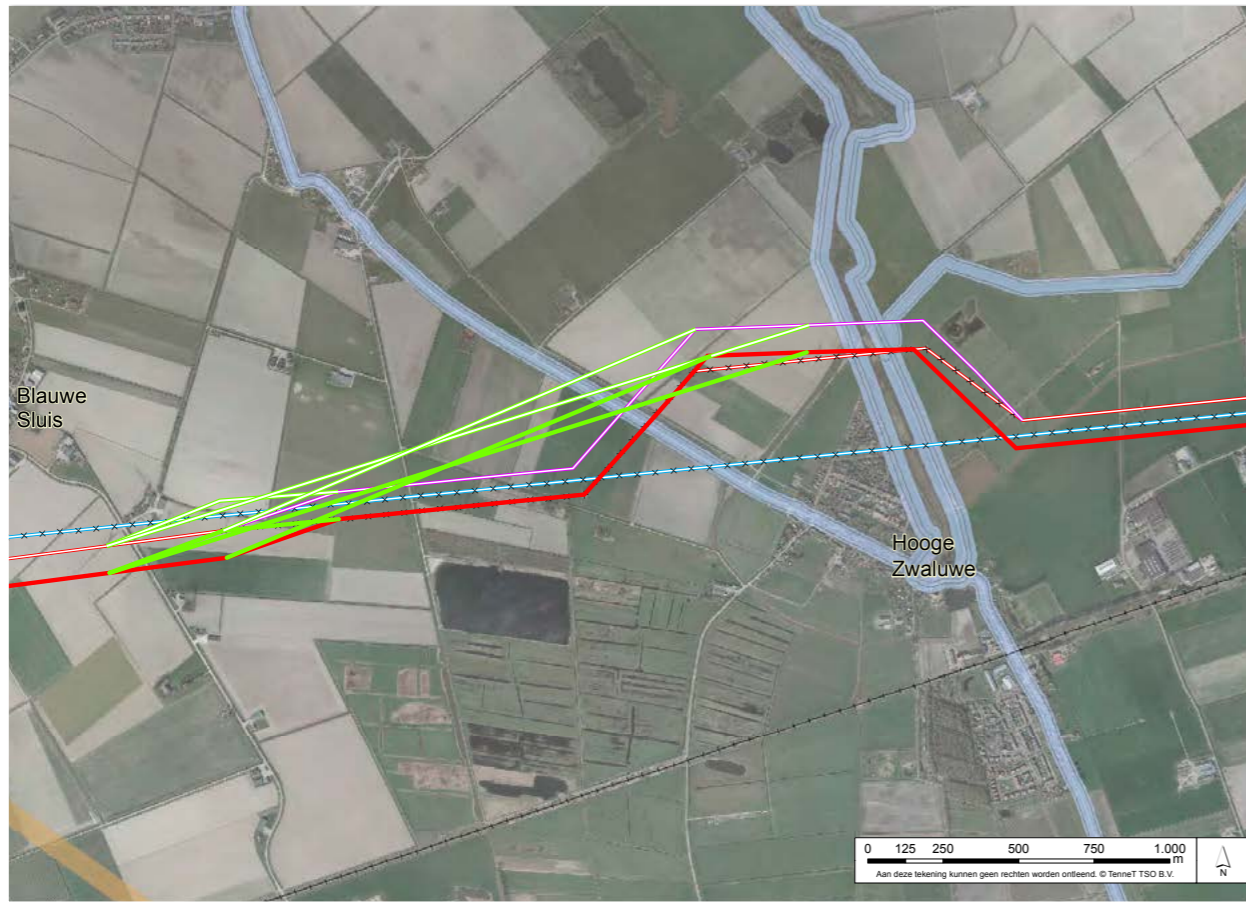 Blauwe
Sluis
Hooge
Zwaluwe
0 125 250 500 750 1.000
m
Aan deze tekening kunnen geen rechten worden ontleend. © TenneT TSO B.V.
N